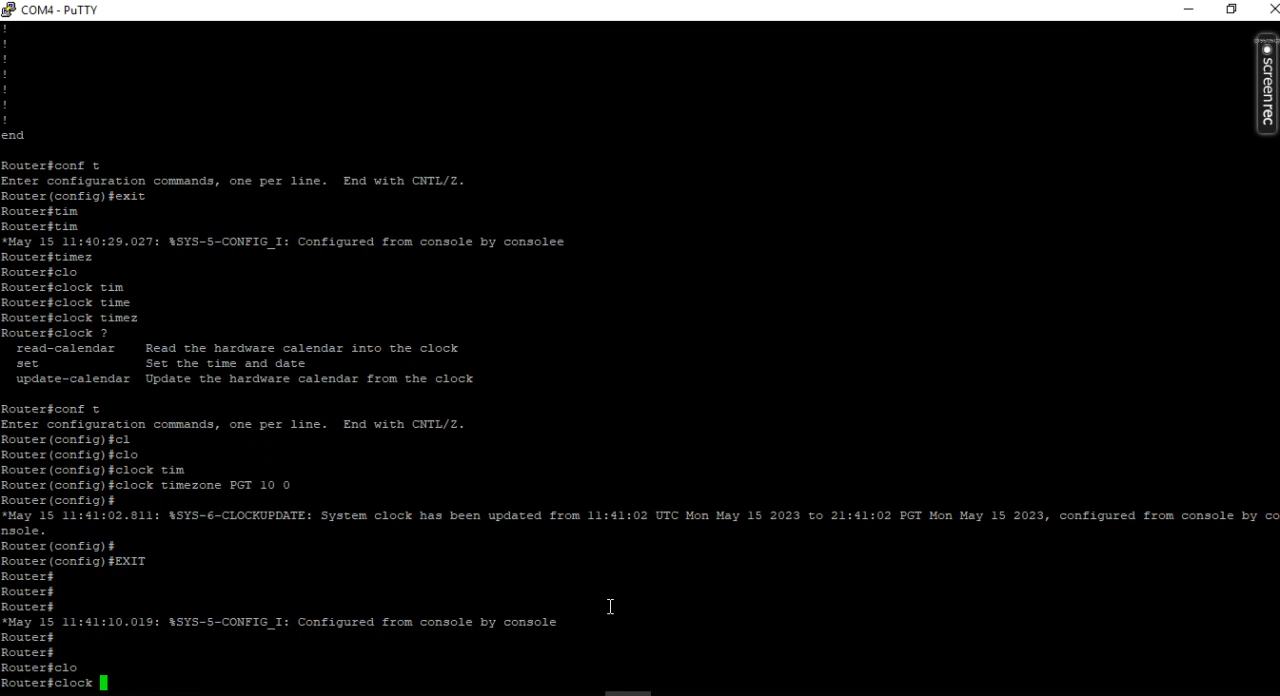 COM4 - PuTTY
!
!
!
!
!
!
!
end
Router#conf t
Enter configuration commands, one per line.  End with CNTL/Z.
Router(config)#exit
Router#tim
Router#tim
*May 15 11:40:29.027: %SYS-5-CONFIG_I: Configured from console by consolee
Router#timez
Router#clo
Router#clock tim
Router#clock time
Router#clock timez
Router#clock ?
  read-calendar    Read the hardware calendar into the clock
  set              Set the time and date
  update-calendar  Update the hardware calendar from the clock
Router#conf t
Enter configuration commands, one per line.  End with CNTL/Z.
Router(config)#cl
Router(config)#clo
Router(config)#clock tim
Router(config)#clock timezone PGT 10 0
Router(config)#
*May 15 11:41:02.811: %SYS-6-CLOCKUPDATE: System clock has been updated from 11:41:02 UTC Mon May 15 2023 to 21:41:02 PGT Mon May 15 2023, configured from console by co
nsole.
Router(config)#
Router(config)#EXIT
Router#
Router#
Router#
*May 15 11:41:10.019: %SYS-5-CONFIG_I: Configured from console by console
Router#
Router#
Router#clo
Router#clock
screenrec